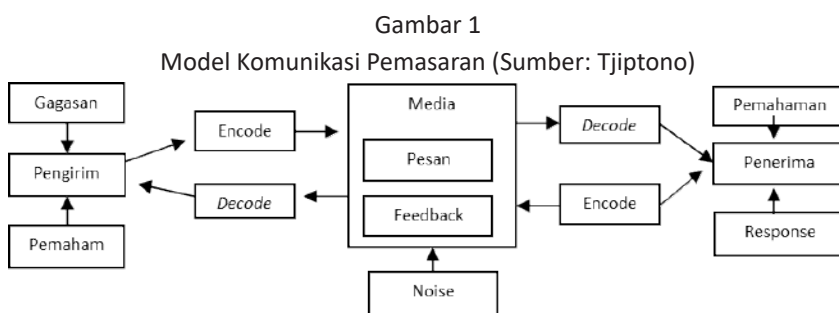 Gambar 1
Model Komunikasi Pemasaran (Sumber: Tjiptono)
Gagasan
Pengirim
Pemaham
Encode
Decode
Media
Pesan
Feedback
Noise
Decode
Encode
Pemahaman
Penerima
Response